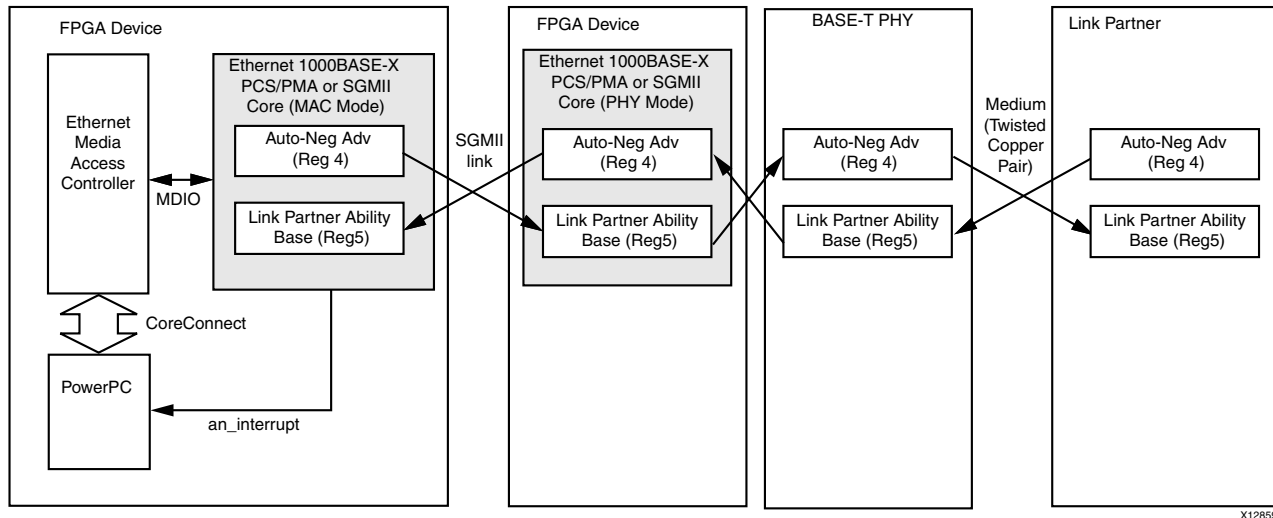 FPGA Device
Ethernet
Media
Access
Controller
MDIO
Ethernet 1000BASE-X
PCS/PMA or SGMII
Core (MAC Mode)
Auto-Neg Adv
(Reg 4)
Link Partner Ability
Base (Reg5)
CoreConnect
PowerPC
an_interrupt
SGMII
link
FPGA Device
Ethernet 1000BASE-X
PCS/PMA or SGMII
Core (PHY Mode)
Auto-Neg Adv
(Reg 4)
Link Partner Ability
Base (Reg5)
BASE-T PHY
Auto-Neg Adv
(Reg 4)
Link Partner Ability
Base (Reg5)
Medium
(Twisted
Copper
Pair)
Link Partner
Auto-Neg Adv
(Reg 4)
Link Partner Ability
Base (Reg5)
X12859